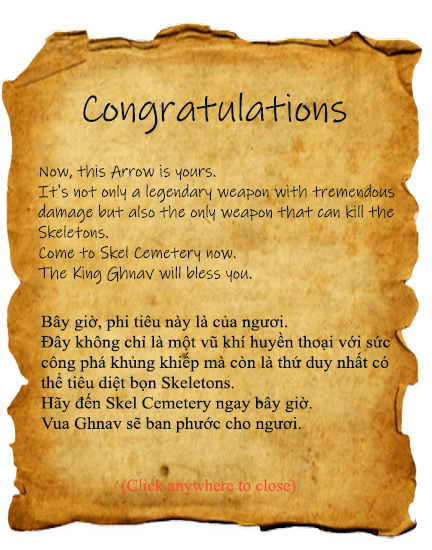 Congratulations
Now, this Arrow is yours.
It's not only a legendary weapon with tremendous
damage but also the only weapon that can kill the
Skeletons.
Come to Skel Cemetery now.
The King Ghnav will bless you.
Bây giờ, phi tiêu này là của ngươi.
Đây không chỉ là một vũ khí huyền thoại với sức
công phá khủng khiếp mà còn là thứ duy nhất có
thể tiêu diệt bọn Skeletons.
Hãy đến Skel Cemetery ngay bây giờ.
Vua Ghnav sẽ ban phước cho ngươi.
(Click anywhere to close)